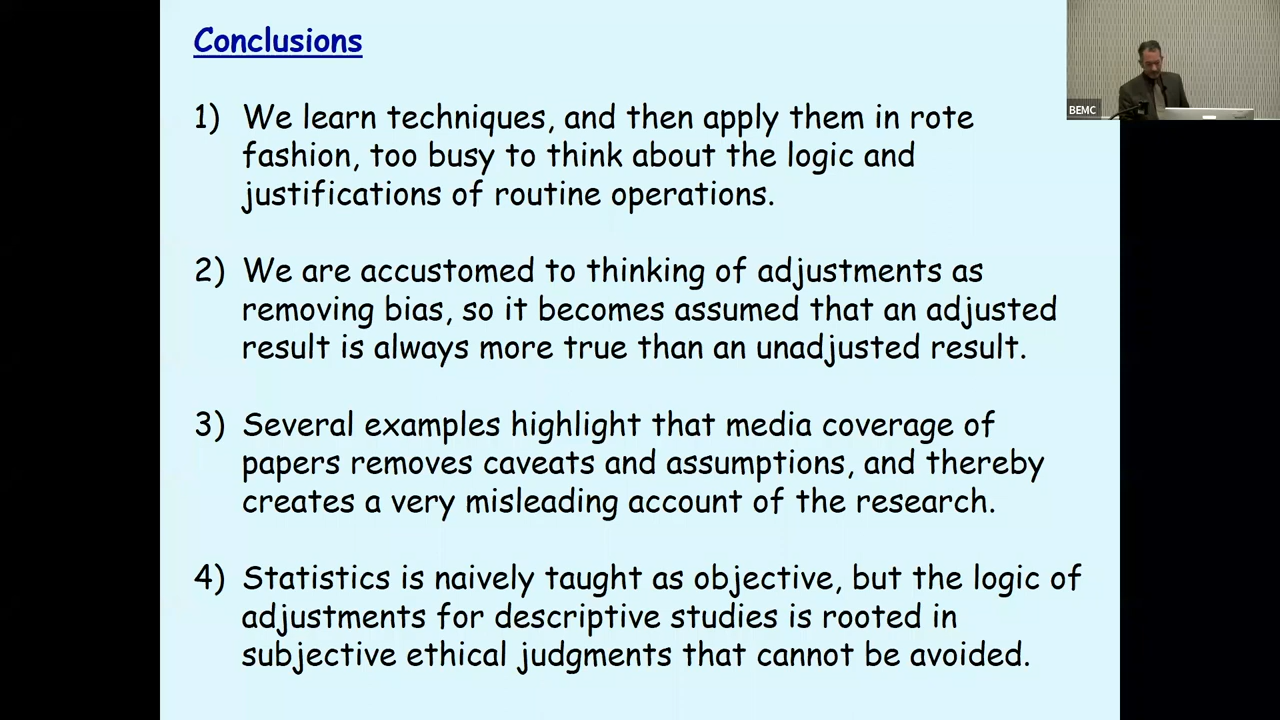 Conclusions
1) We learn techniques, and then apply them in rote
fashion, too busy to think about the logic and
justifications of routine operations.
2) We are accustomed to thinking of adjustments as
removing bias, so it becomes assumed that an adjusted
result is always more true than an unadjusted result.
3) Several examples highlight that media coverage of
papers removes caveats and assumptions, and thereby
creates a very misleading account of the research.
4) Statistics is naively taught as objective, but the logic of
adjustments for descriptive studies is rooted in
subjective ethical judgments that cannot be avoided.
BEMC